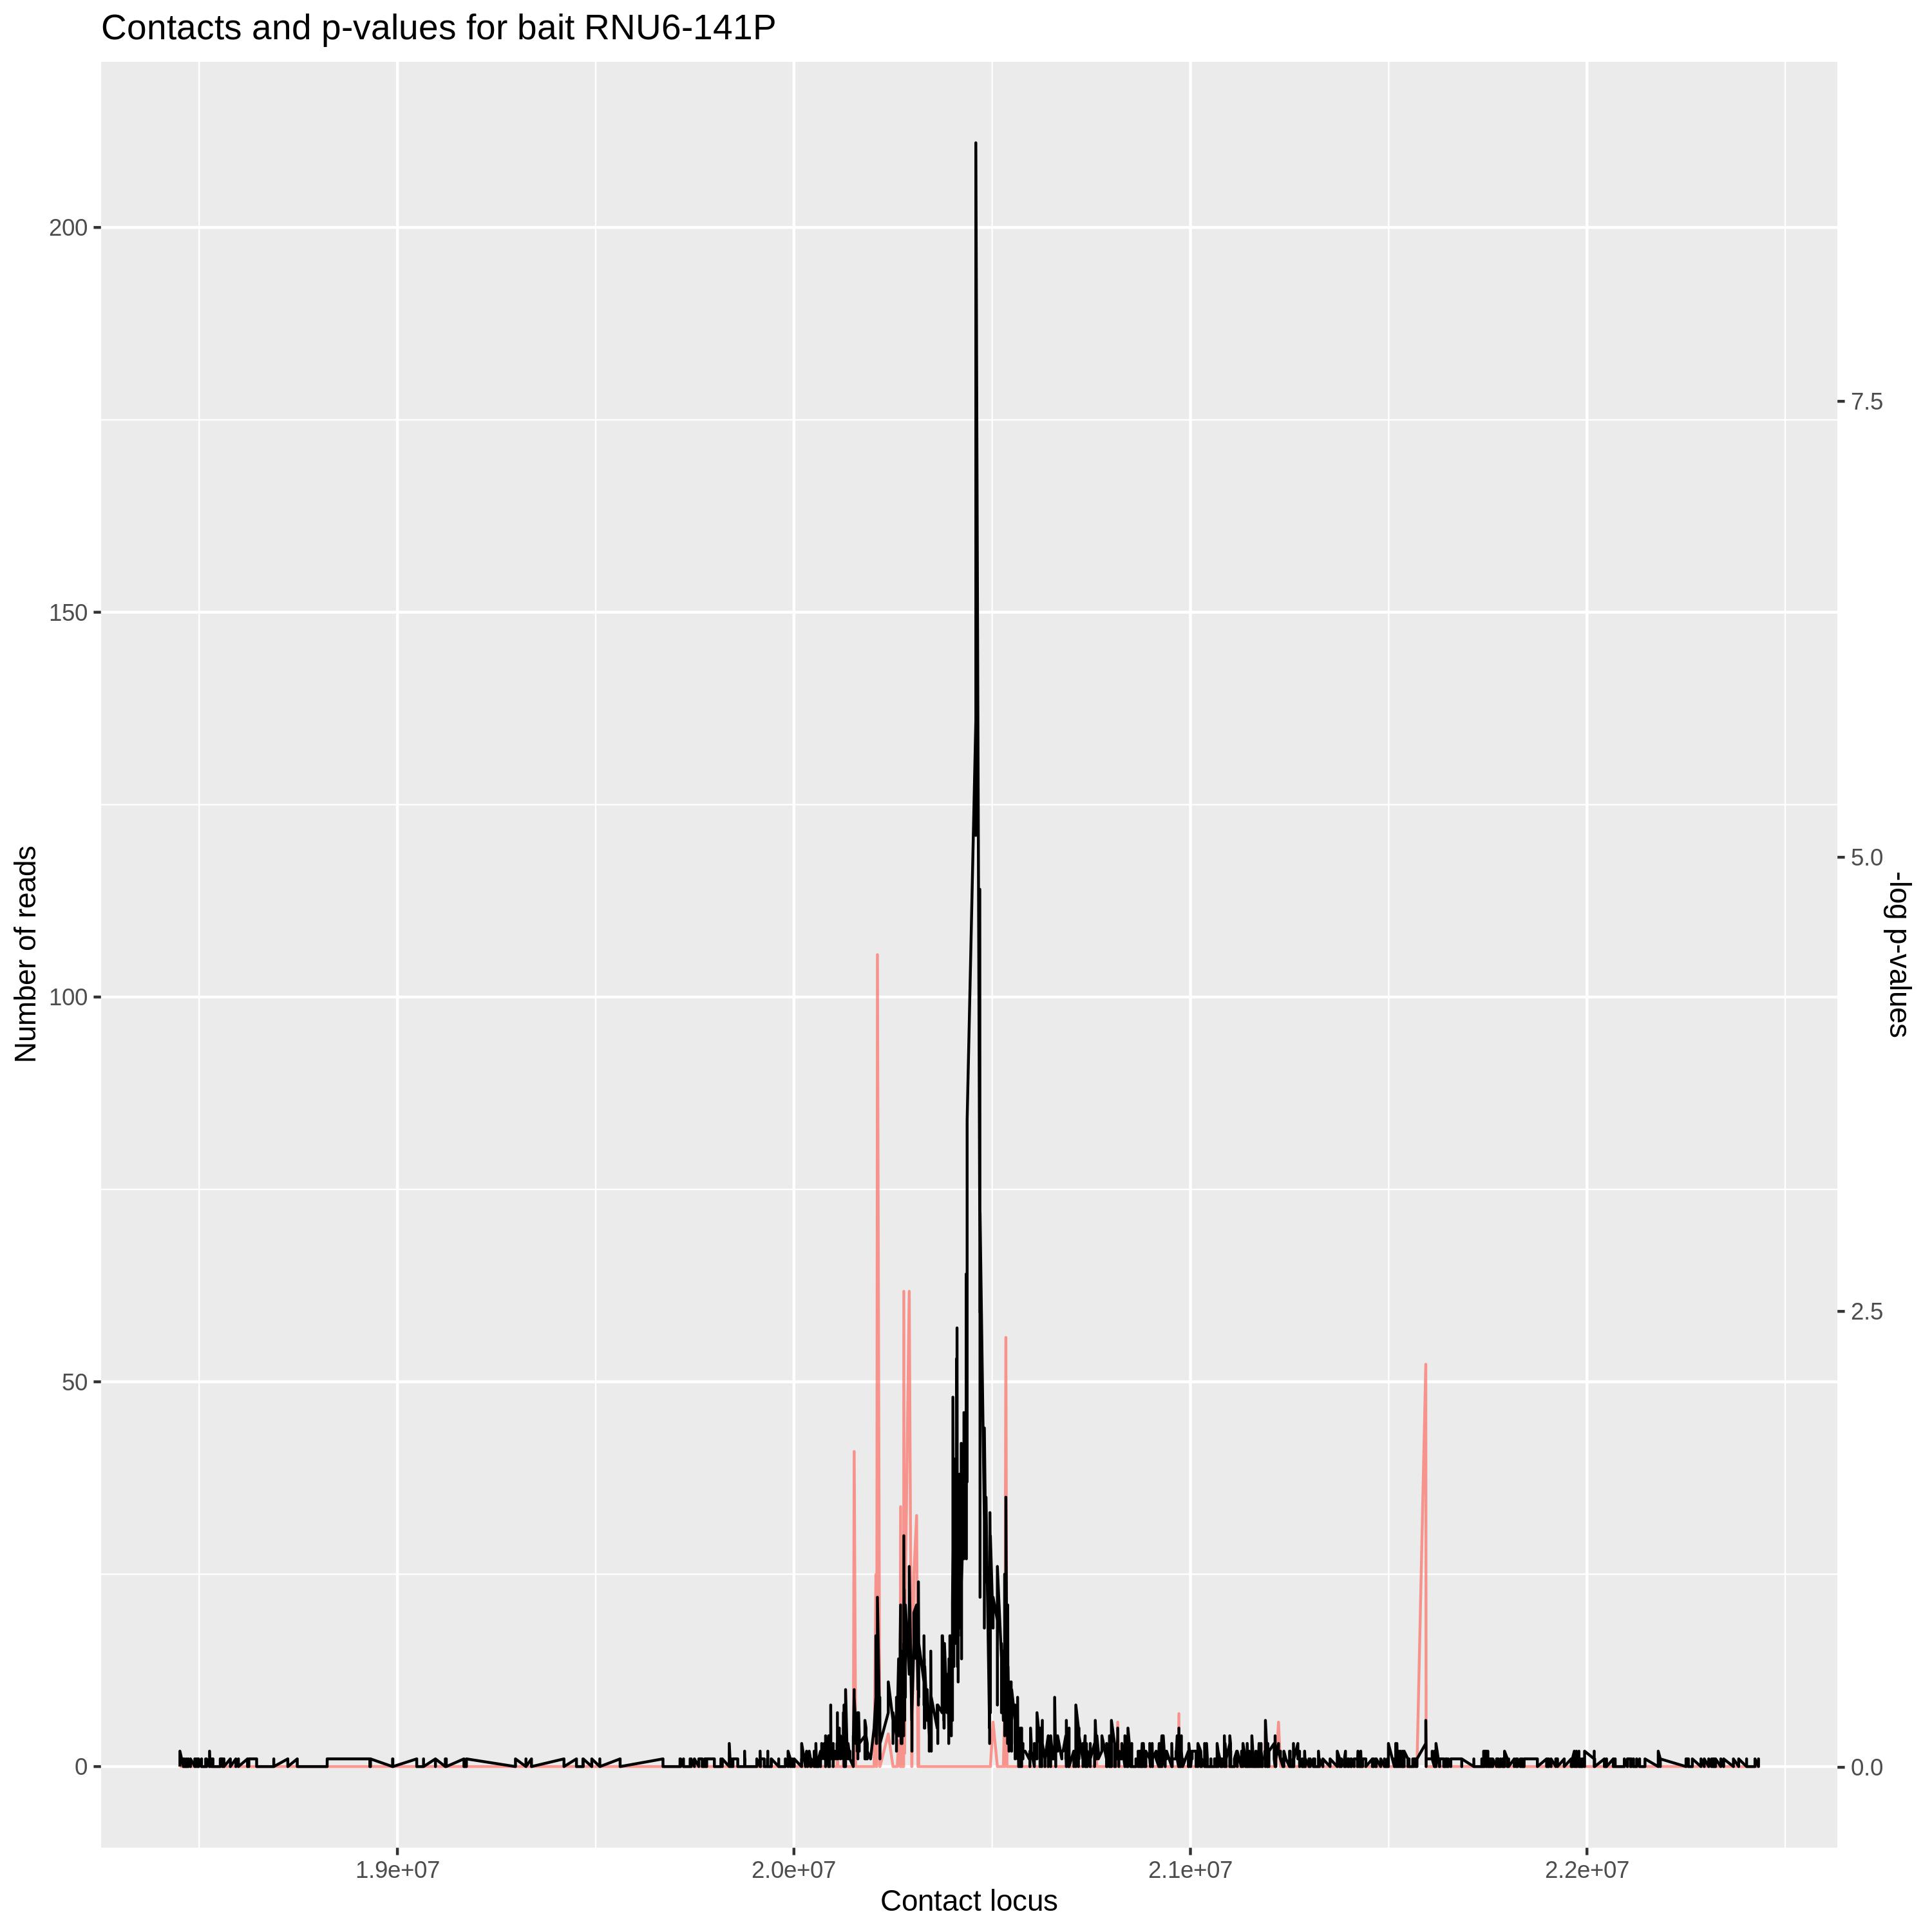 Contacts and p-values for bait RNU6-141P
Number of reads
200
150
100
50
0
7.5
5.0
2.5
0.0
-log p-values
1.9e+07
2.0e+07
2.1e+07
2.2e+07
Contact locus